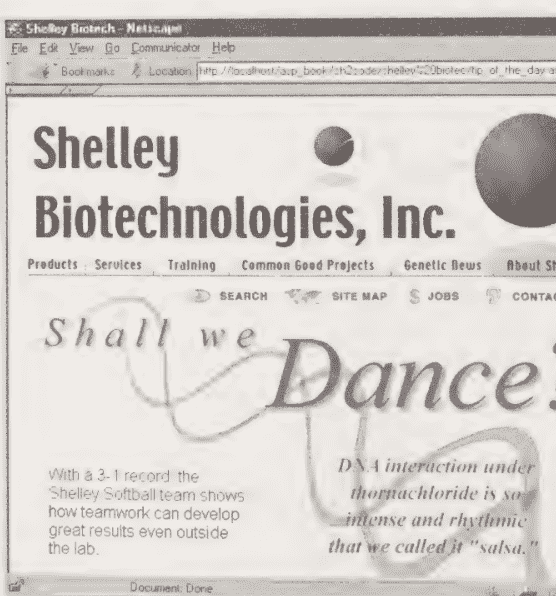 Shelley Biotech - Netscape
File Edit View Go Communicator Help
Bookmarks Location
Shelley
Biotechnologies, Inc.
Products Services Training Common Good Projects Genetic News About
SEARCH SITE MAP $ JOBS
Shall we
Dance?
With a 3-1 record the
Shelley Softball team shows
how teamwork can develop
great results even outside
the lab.
DNA interaction under
thornachloride is so
intense and rhythmic
that we called it "salsa."
Document: Done